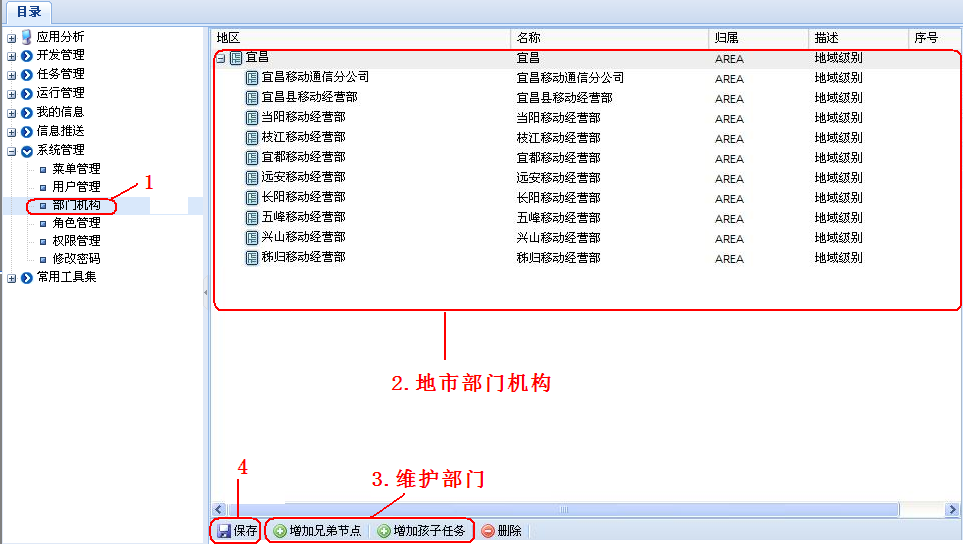 目录
应用分析
开发管理
任务管理
运行管理
我的信息
信息推送
系统管理
菜单管理
用户管理
部门机构
角色管理
权限管理
修改密码
常用工具集
1
地区 名称 归属 描述 序号
宜昌 宜昌 AREA 地域级别
宜昌移动通信分公司 宜昌移动通信分公司 AREA 地域级别
宜昌县移动经营部 宜昌县移动经营部 AREA 地域级别
当阳移动经营部 当阳移动经营部 AREA 地域级别
枝江移动经营部 枝江移动经营部 AREA 地域级别
宜都移动经营部 宜都移动经营部 AREA 地域级别
远安移动经营部 远安移动经营部 AREA 地域级别
长阳移动经营部 长阳移动经营部 AREA 地域级别
五峰移动经营部 五峰移动经营部 AREA 地域级别
兴山移动经营部 兴山移动经营部 AREA 地域级别
秭归移动经营部 秭归移动经营部 AREA 地域级别
2.地市部门机构
4
3.维护部门
保存 增加兄弟节点 增加孩子任务 删除